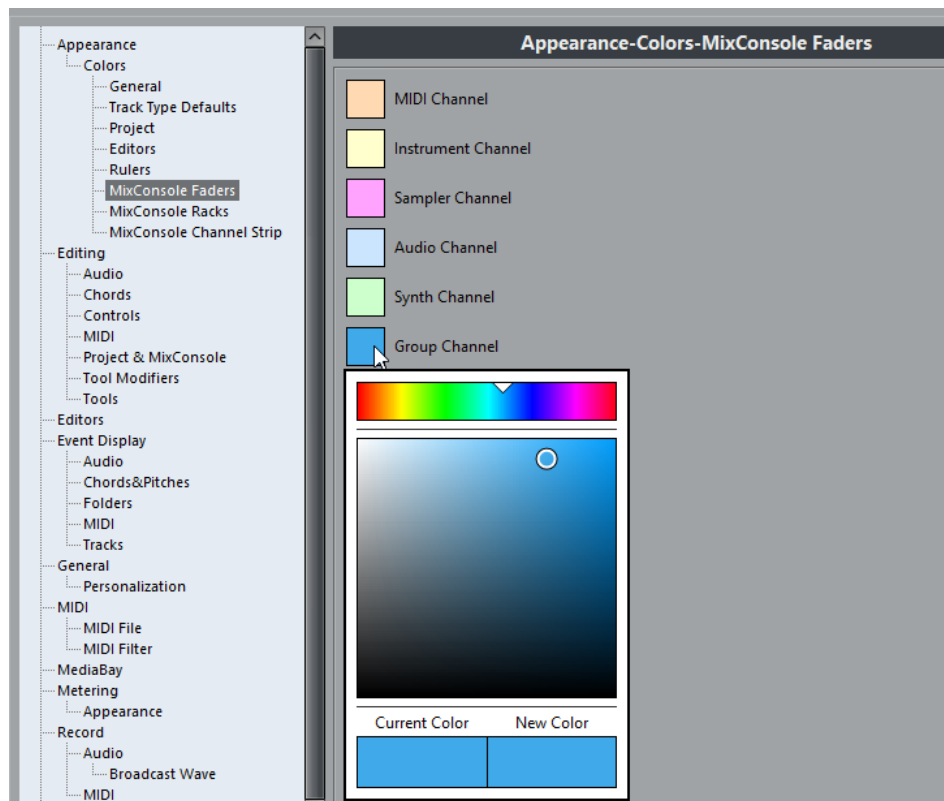 Appearance
Colors
General
Track Type Defaults
Project
Editors
Rulers
MixConsole Faders
MixConsole Racks
MixConsole Channel Strip
Editing
Audio
Chords
Controls
MIDI
Project & MixConsole
Tool Modifiers
Tools
Editors
Event Display
Audio
Chords&Pitches
Folders
MIDI
Tracks
General
Personalization
MIDI
MIDI File
MIDI Filter
MediaBay
Metering
Appearance
Record
Audio
Broadcast Wave
MIDI
Appearance-Colors-MixConsole Faders
MIDI Channel
Instrument Channel
Sampler Channel
Audio Channel
Synth Channel
Group Channel
Current Color New Color